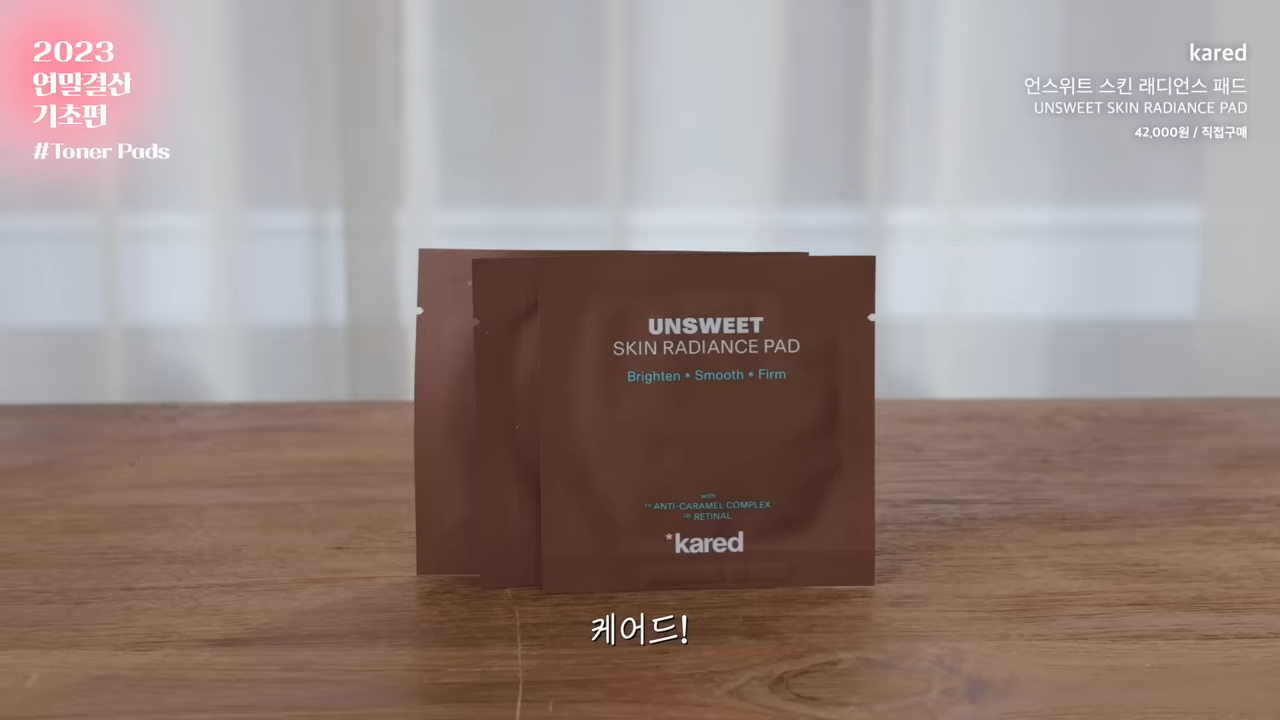 2023
연말결산
기초편
#Toner Pads
kared
언스위트 스킨 래디언스 패드
UNSWEET SKIN RADIANCE PAD
42,000원 / 직접구매
UNSWEET
SKIN RADIANCE PAD
Brighten * Smooth * Firm
with
(1) ANTI-CARAMEL COMPLEX
(2) RETINAL
*kared
케어드!